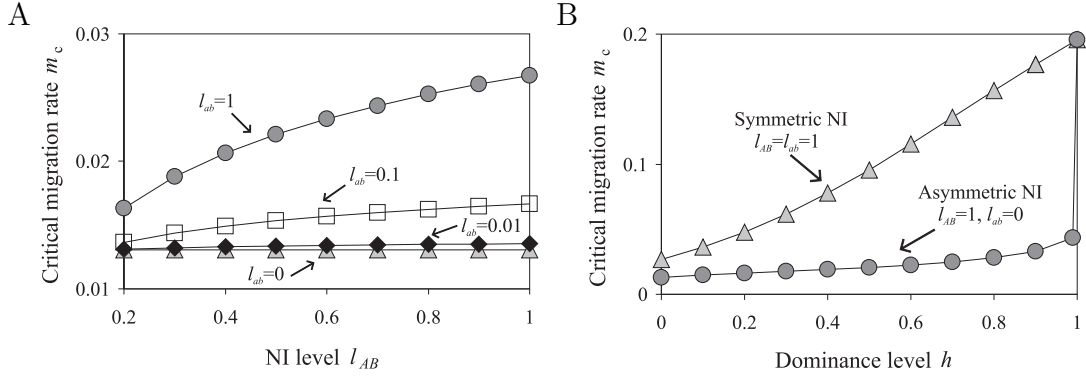 A
Critical migration rate m c
0.03
0.02
0.01
l ab=1
l ab=0.1
l ab=0.01
l ab=0
0.2
0.4
0.6
0.8
1
NI level l AB
B
Critical migration rate m c
0.2
0.1
0
Symmetric NI
l AB=l ab=1
Asymmetric NI
l AB=1, l ab=0
0
0.2
0.4
0.6
0.8
1
Dominance level h